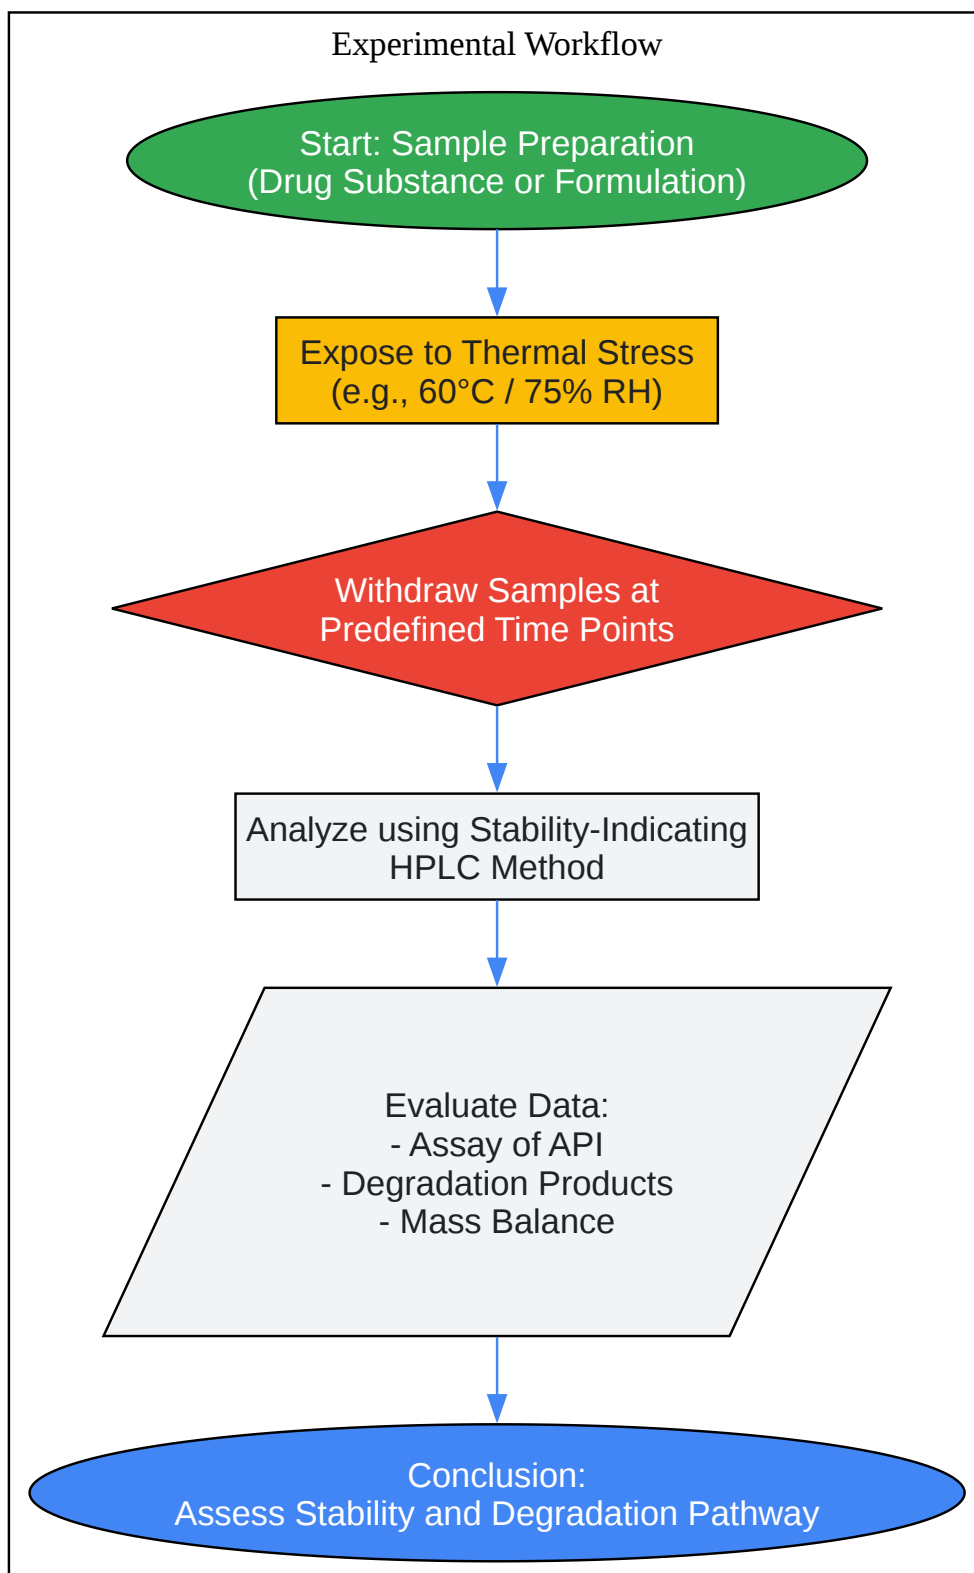 Experimental Workflow
Start: Sample Preparation
(Drug Substance or Formulation)
Expose to Thermal Stress
(e.g., 60°C / 75% RH)
Withdraw Samples at
Predefined Time Points
Analyze using Stability-Indicating
HPLC Method
Evaluate Data:
- Assay of API
- Degradation Products
- Mass Balance
Conclusion:
Assess Stability and Degradation Pathway